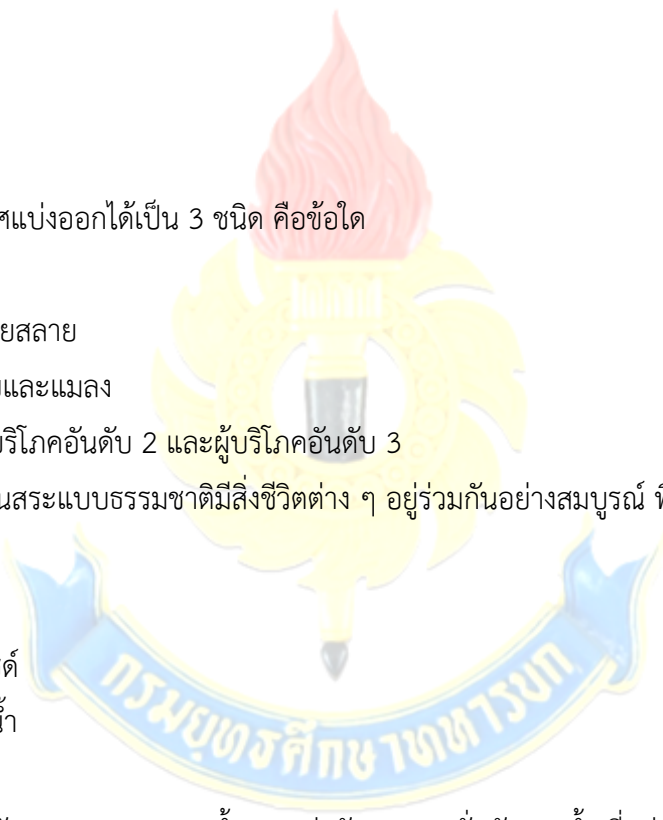 แบ่งออกได้เป็น 3 ชนิด คือข้อใด
ยสลาย
และแมลง
บริโภคอันดับ 2 และผู้บริโภคอันดับ 3
นสระแบบธรรมชาติมีสิ่งชีวิตต่าง ๆ อยู่ร่วมกันอย่างสมบูรณ์
กรมยุทธศึกษาทหารบก